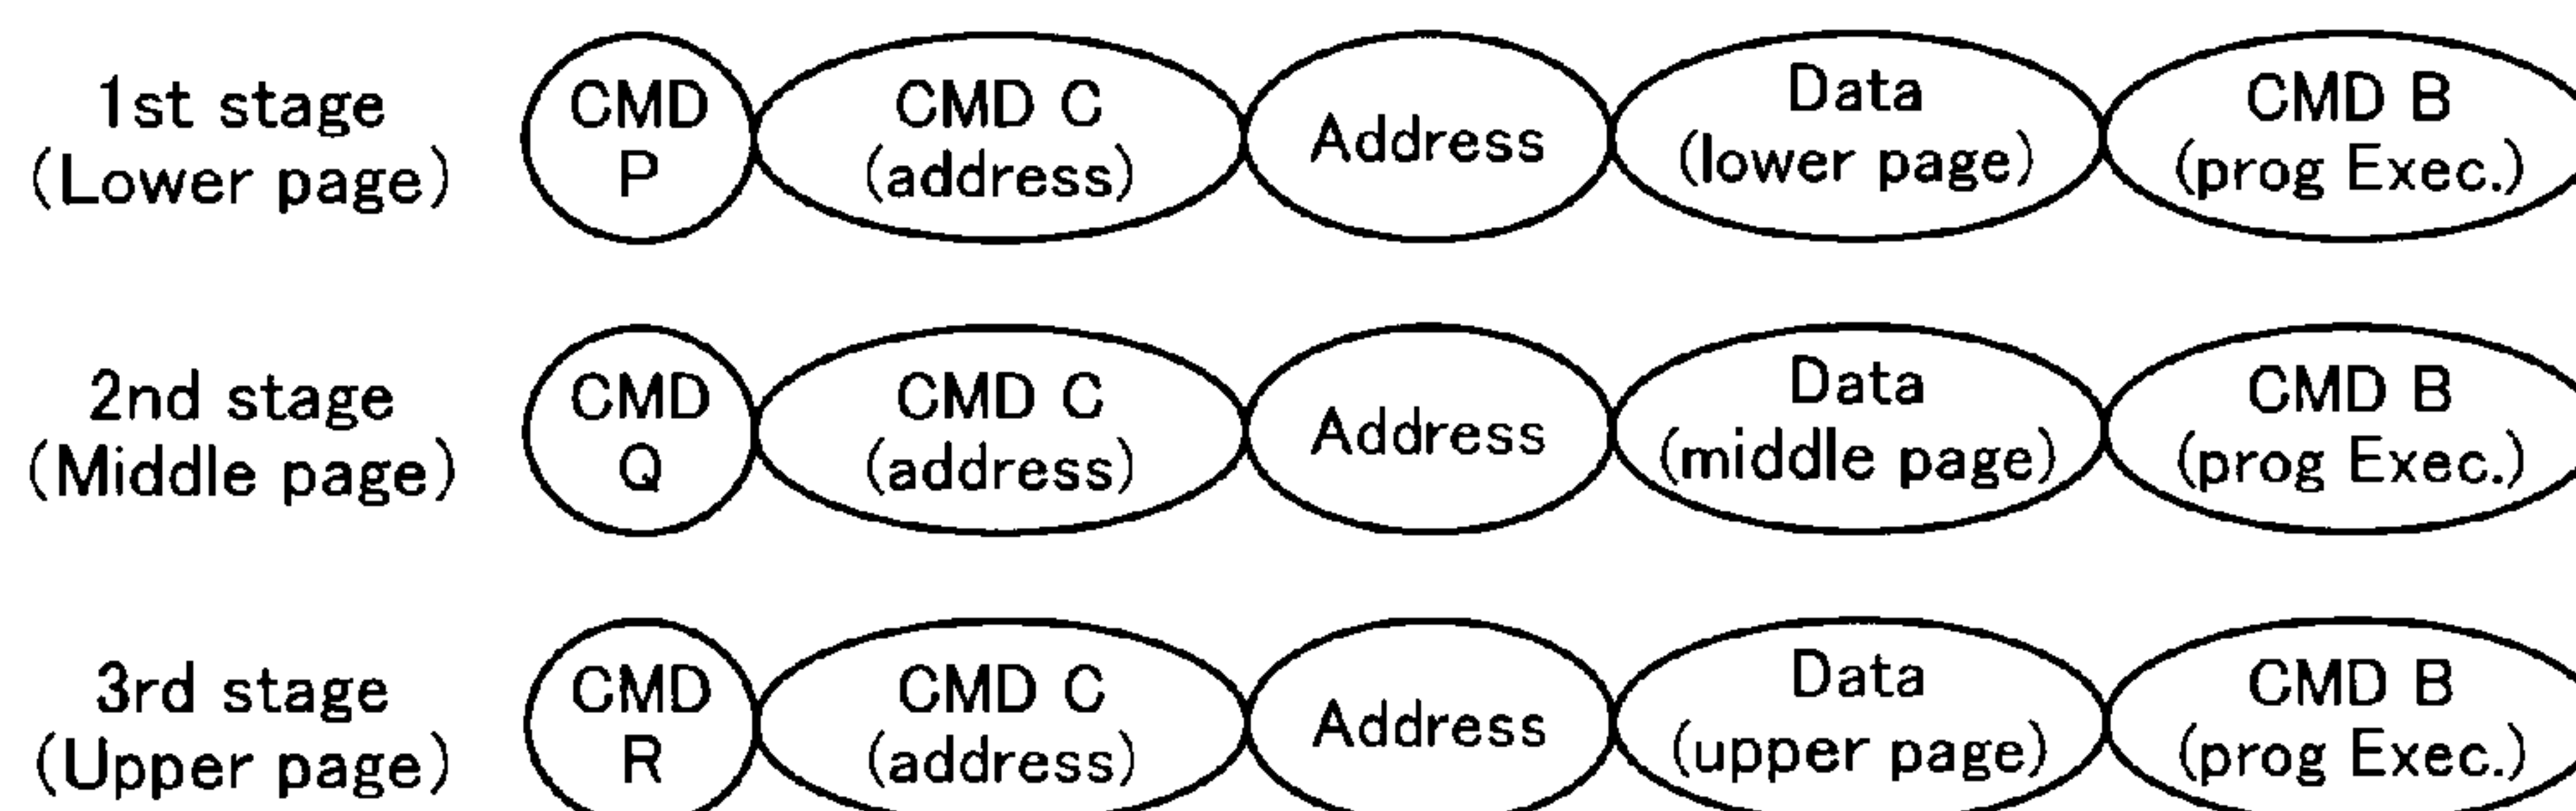 1st stage
(Lower page)
CMD
P
CMD C
(address)
Address
Data
(lower page)
CMD B
(prog Exec.)
2nd stage
(Middle page)
CMD
Q
CMD C
(address)
Address
Data
(middle page)
CMD B
(prog Exec.)
3rd stage
(Upper page)
CMD
R
CMD C
(address)
Address
Data
(upper page)
CMD B
(prog Exec.)